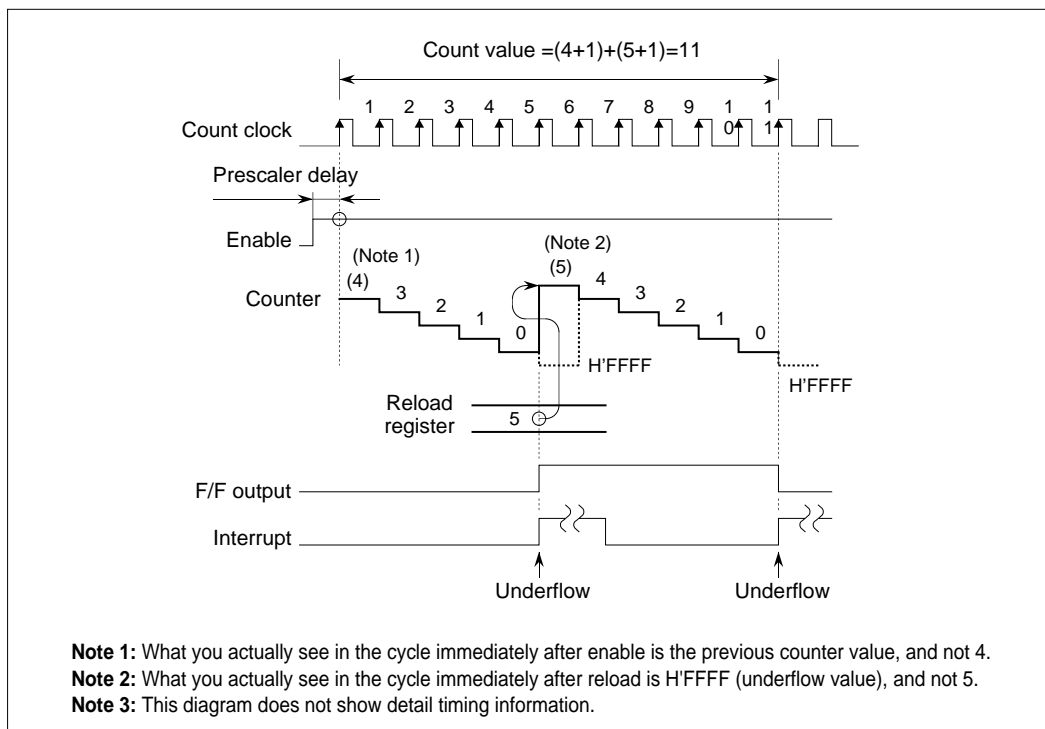 Count value =(4+1)+(5+1)=11
1 2 3 4 5 6 7 8 9 10 11
Count clock
Prescaler delay
Enable
(Note 1)
(Note 2)
(4) 3 2 1 0 (5) 4 3 2 1 0
Counter
H'FFFF
H'FFFF
Reload
register
5
F/F output
Interrupt
Underflow
Underflow
Note 1: What you actually see in the cycle immediately after enable is the previous counter value, and not 4.
Note 2: What you actually see in the cycle immediately after reload is H'FFFF (underflow value), and not 5.
Note 3: This diagram does not show detail timing information.